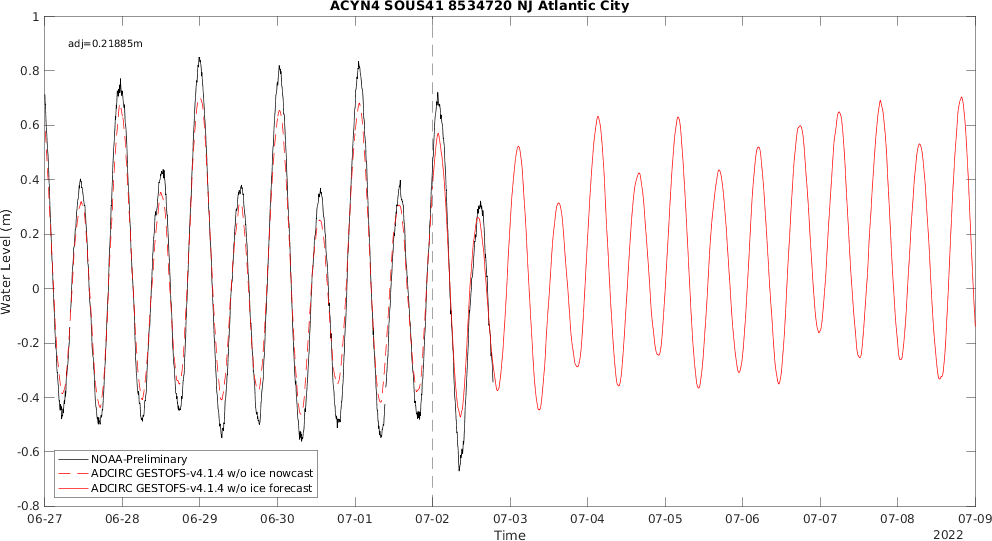 ACYN4 SOUS41 8534720 NJ Atlantic City
adj=0.21885m
1
0.8
0.6
0.4
0.2
0
-0.2
-0.4
-0.6
-0.8
Water Level (m)
NOAA-Preliminary
ADCIRC GESTOFS-v4.1.4 w/o ice nowcast
ADCIRC GESTOFS-v4.1.4 w/o ice forecast
06-27 06-28 06-29 06-30 07-01 07-02 07-03 07-04 07-05 07-06 07-07 07-08 07-09
Time
2022